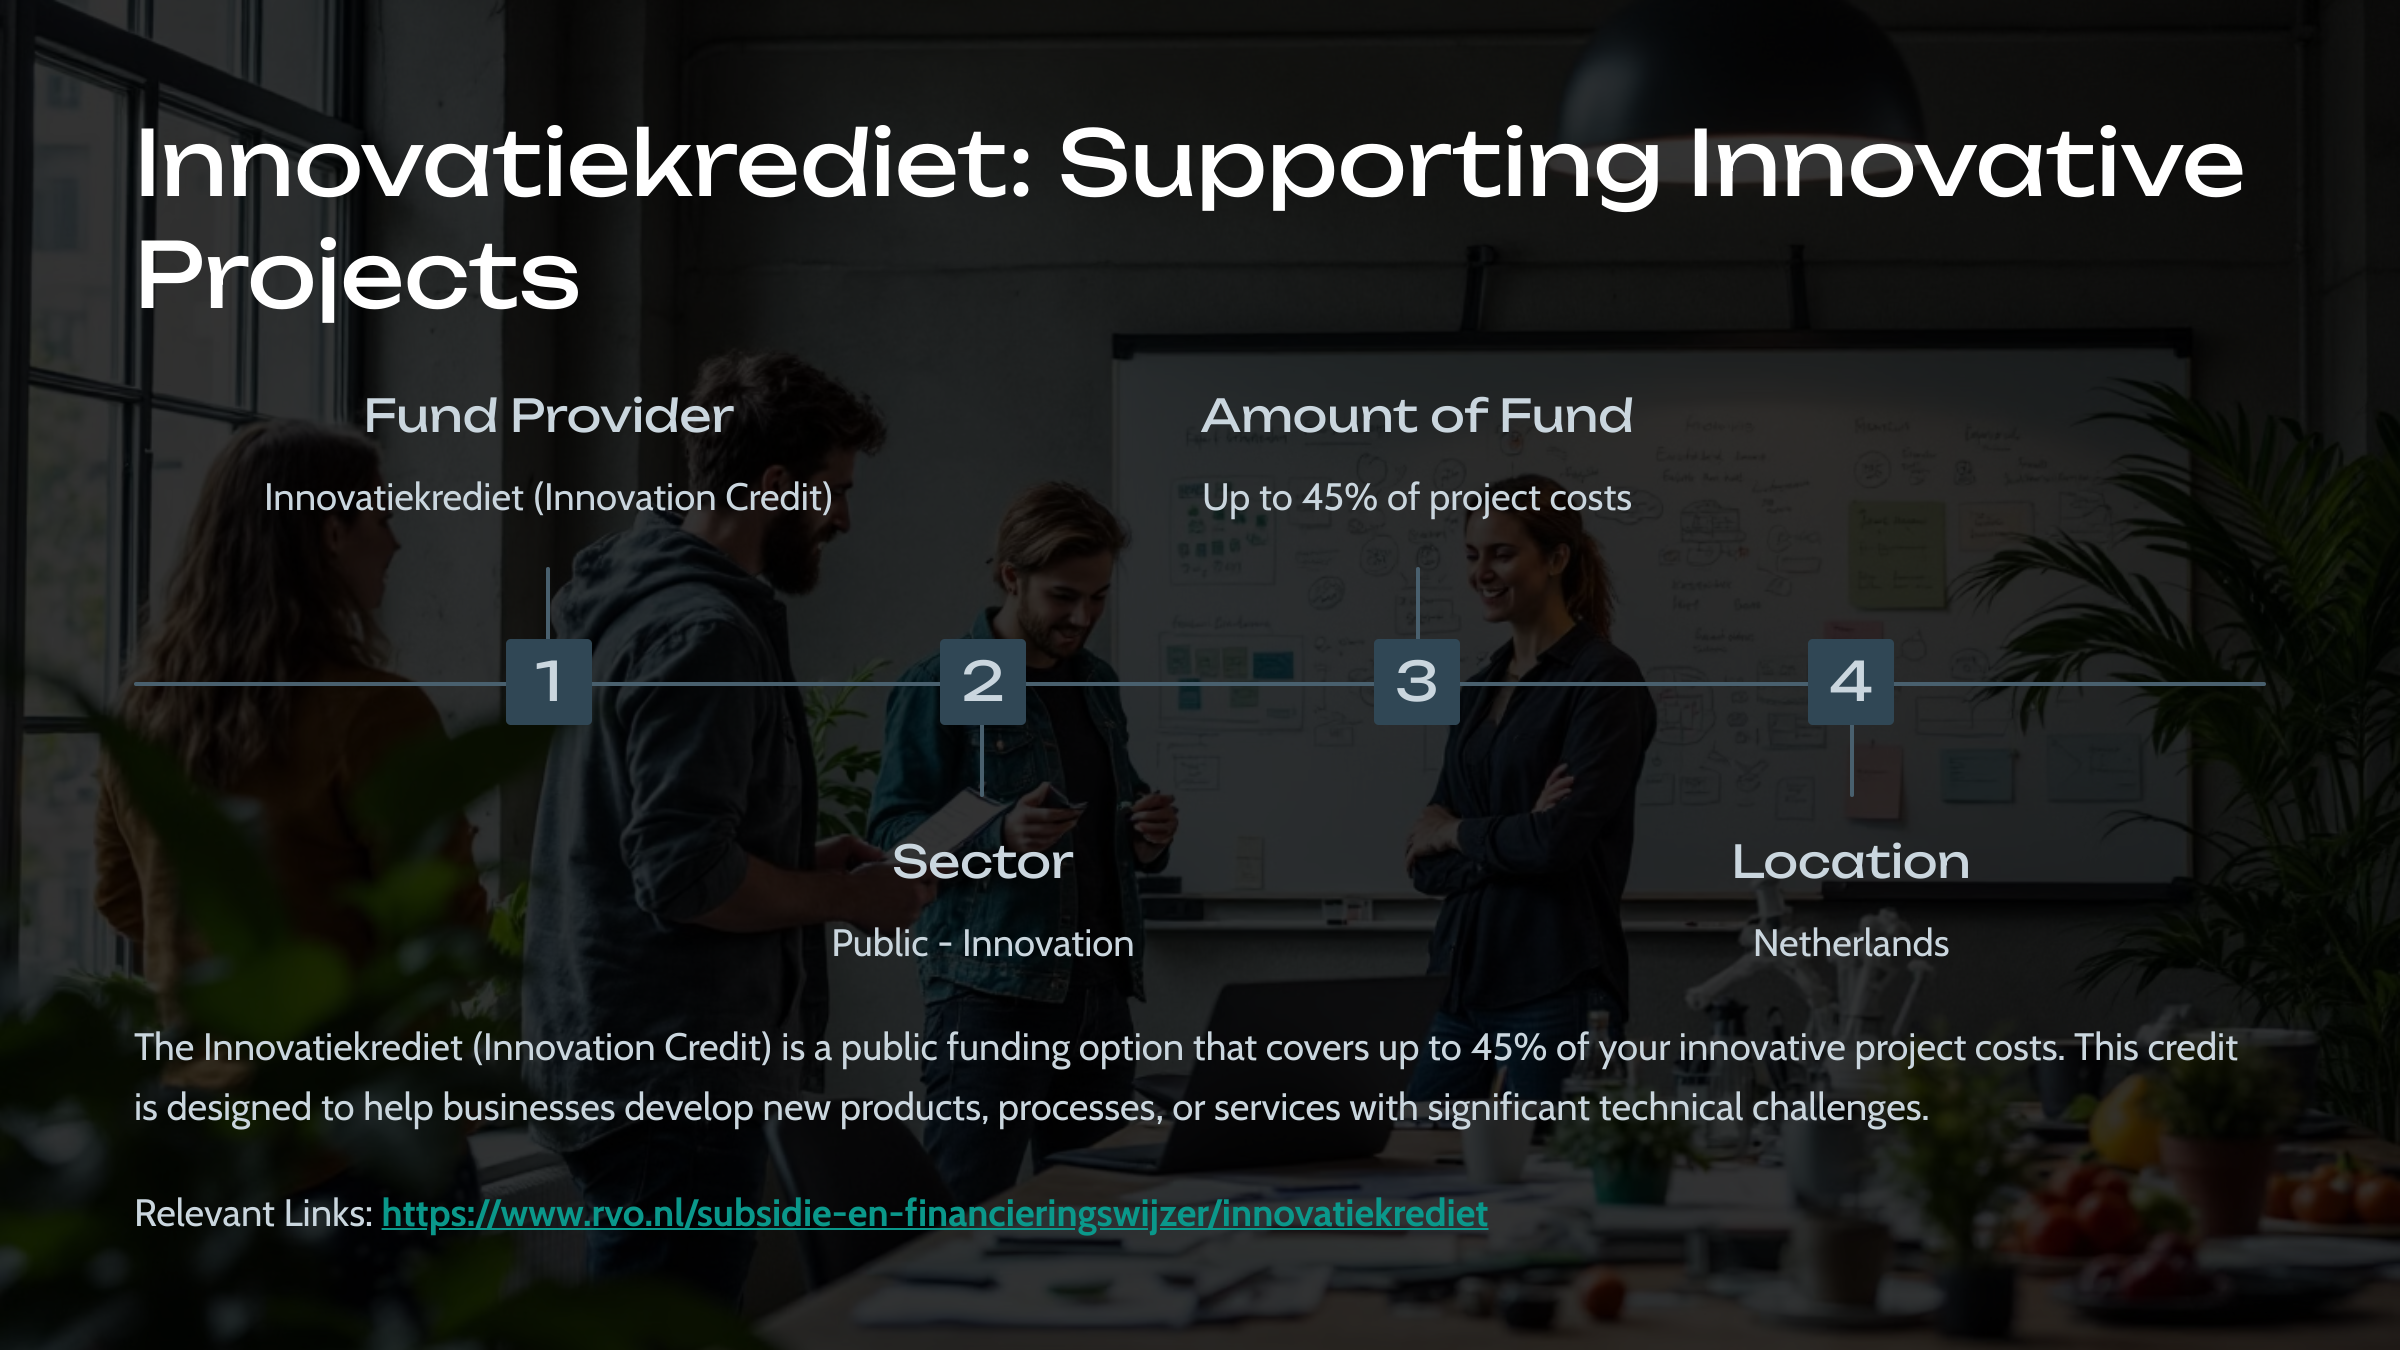 Innovatiekrediet: Supporting Innovative
Projects
Fund Provider
Innovatiekrediet (Innovation Credit)
Amount of Fund
Up to 45% of project costs
1
2
3
4
Sector
Public - Innovation
Location
Netherlands
The Innovatiekrediet (Innovation Credit) is a public funding option that covers up to 45% of your innovative project costs. This credit
is designed to help businesses develop new products, processes, or services with significant technical challenges.
Relevant Links: https://www.rvo.nl/subsidie-en-financieringswijzer/innovatiekrediet